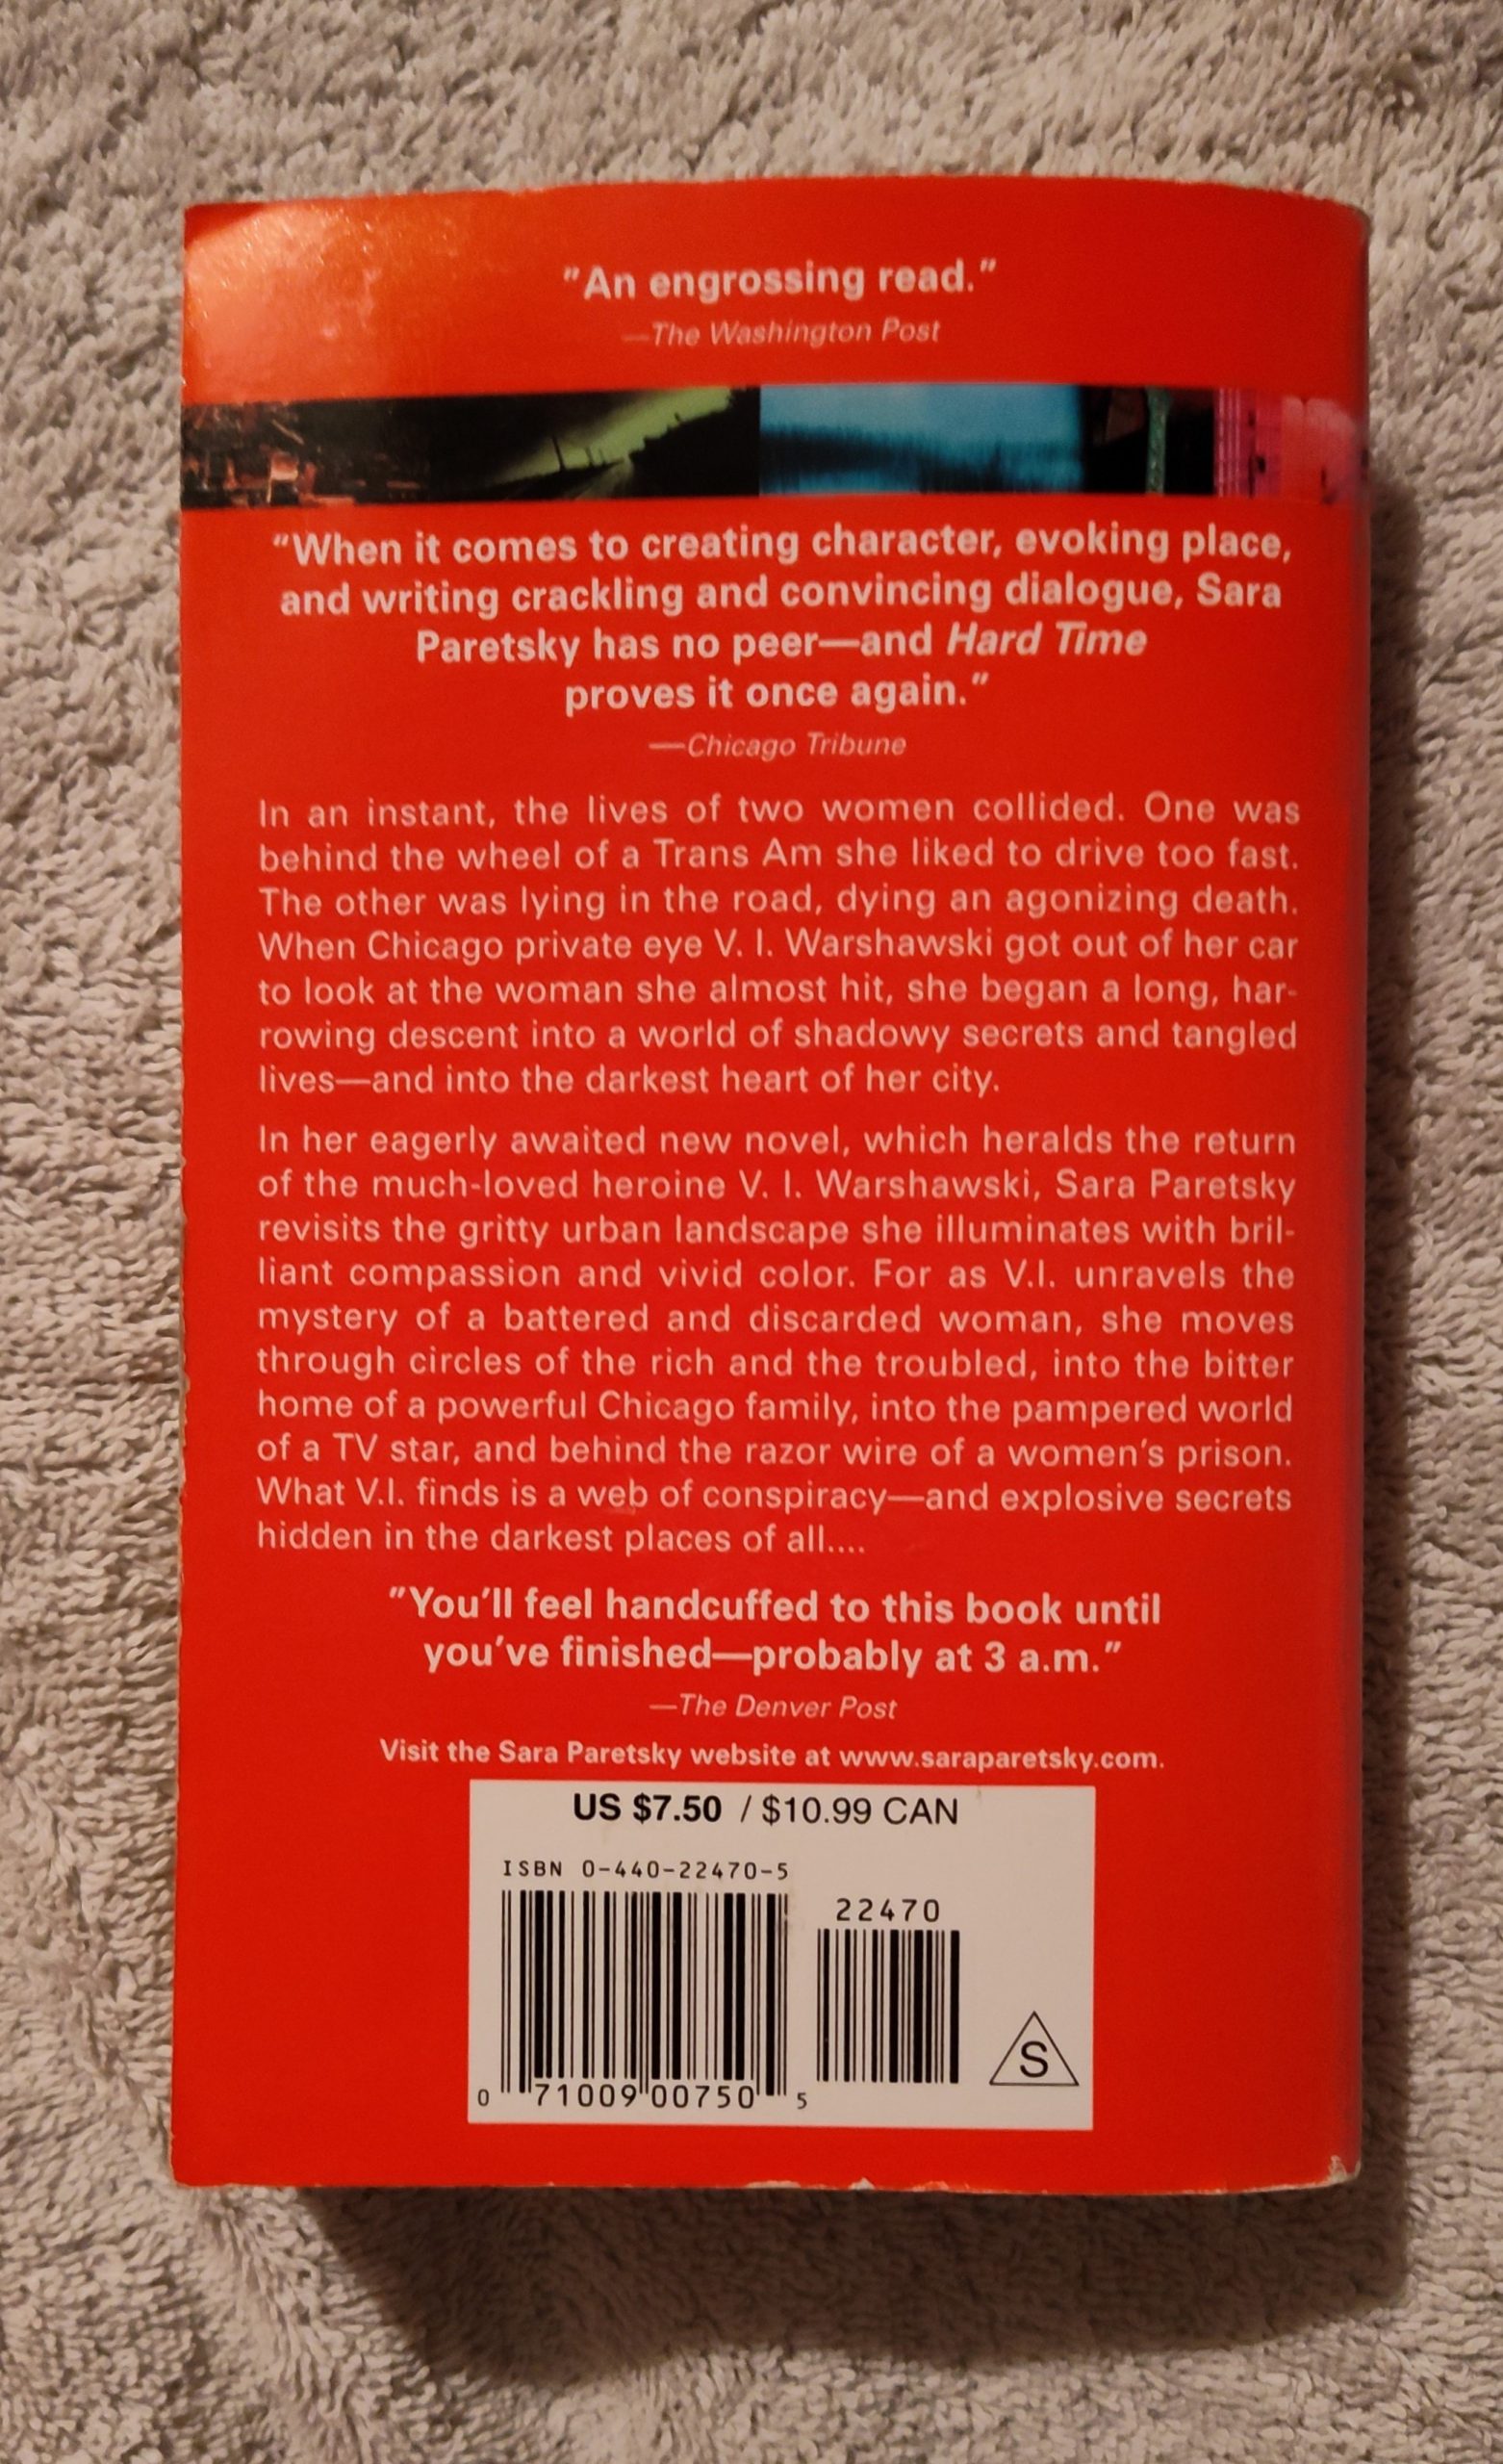 "An engrossing read."
—The Washington Post
"When it comes to creating character, evoking place,
and writing crackling and convincing dialogue, Sara
Paretsky has no peer—and Hard Time
proves it once again."
—Chicago Tribune
In an instant, the lives of two women collided. One was
behind the wheel of a Trans Am she liked to drive too fast.
The other was lying in the road, dying an agonizing death.
When Chicago private eye V. I. Warshawski got out of her car
to look at the woman she almost hit, she began a long, har-
rowing descent into a world of shadowy secrets and tangled
lives—and into the darkest heart of her city.
In her eagerly awaited new novel, which heralds the return
of the much-loved heroine V. I. Warshawski, Sara Paretsky
revisits the gritty urban landscape she illuminates with bril-
liant compassion and vivid color. For as V.I. unravels the
mystery of a battered and discarded woman, she moves
through circles of the rich and the troubled, into the bitter
home of a powerful Chicago family, into the pampered world
of a TV star, and behind the razor wire of a women's prison.
What V.I. finds is a web of conspiracy—and explosive secrets
hidden in the darkest places of all....
"You'll feel handcuffed to this book until
you've finished—probably at 3 a.m."
—The Denver Post
Visit the Sara Paretsky website at www.saraparetsky.com.
US $7.50 / $10.99 CAN
ISBN 0-440-22470-5
22470
S
0 71009 00750 5